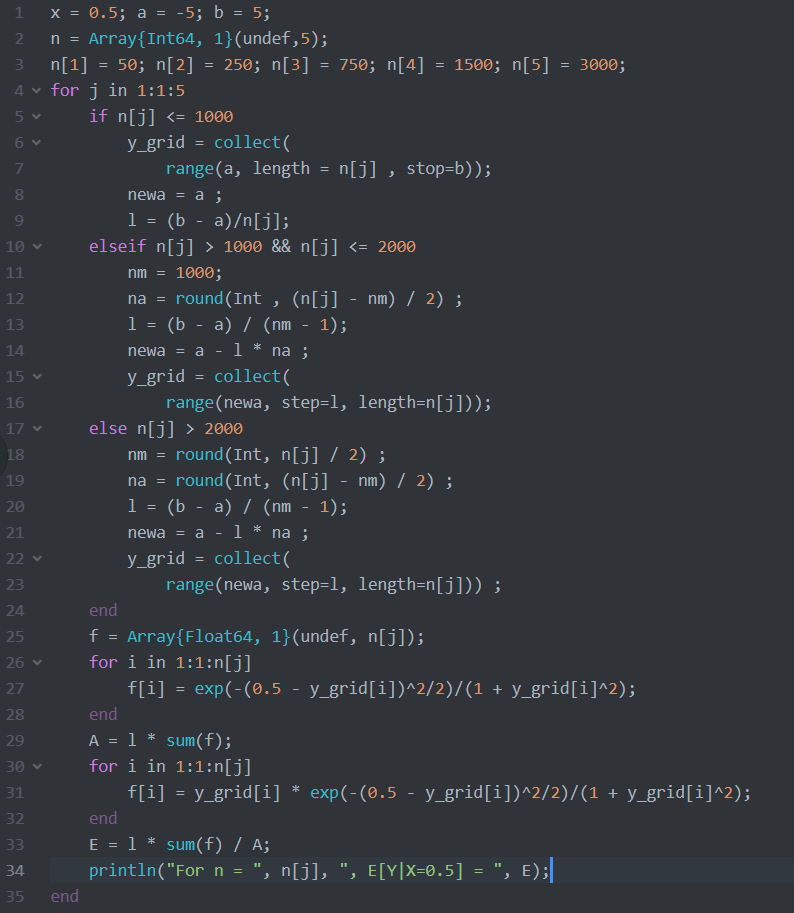 1 x = 0.5; a = -5; b = 5;
2 n = Array{Int64, 1}(undef,5);
3 n[1] = 50; n[2] = 250; n[3] = 750; n[4] = 1500; n[5] = 3000;
4 for j in 1:1:5
5 if n[j] <= 1000
6 y_grid = collect(
7 range(a, length = n[j] , stop=b));
8 newa = a ;
9 l = (b - a)/n[j];
10 elseif n[j] > 1000 && n[j] <= 2000
11 nm = 1000;
12 na = round(Int , (n[j] - nm) / 2) ;
13 l = (b - a) / (nm - 1);
14 newa = a - l * na ;
15 y_grid = collect(
16 range(newa, step=l, length=n[j]));
17 else n[j] > 2000
18 nm = round(Int, n[j] / 2) ;
19 na = round(Int, (n[j] - nm) / 2) ;
20 l = (b - a) / (nm - 1);
21 newa = a - l * na ;
22 y_grid = collect(
23 range(newa, step=l, length=n[j])) ;
24 end
25 f = Array{Float64, 1}(undef, n[j]);
26 for i in 1:1:n[j]
27 f[i] = exp(-(0.5 - y_grid[i])^2/2)/(1 + y_grid[i]^2);
28 end
29 A = l * sum(f);
30 for i in 1:1:n[j]
31 f[i] = y_grid[i] * exp(-(0.5 - y_grid[i])^2/2)/(1 + y_grid[i]^2);
32 end
33 E = l * sum(f) / A;
34 println("For n = ", n[j], ", E[Y|X=0.5] = ", E);
35 end